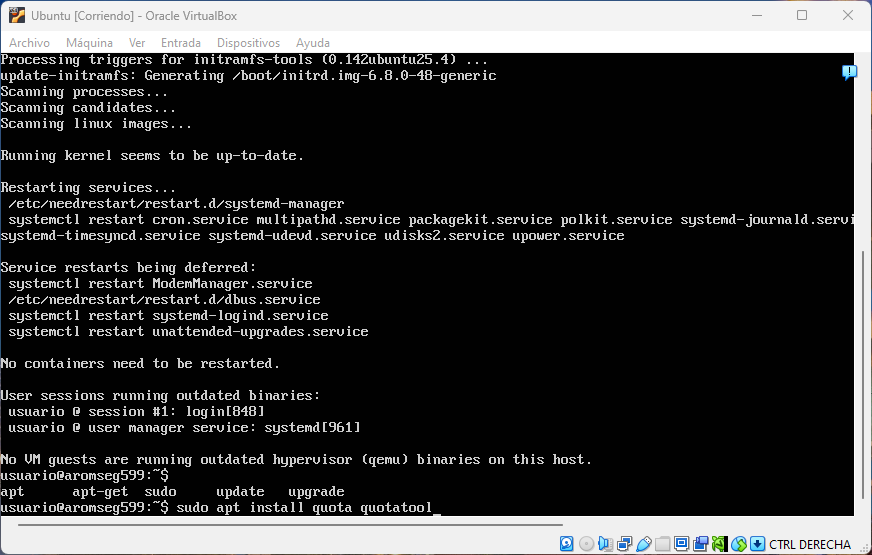 Ubuntu [Corriendo] - Oracle VirtualBox
Archivo Máquina Ver Entrada Dispositivos Ayuda
Processing triggers for initramfs-tools (0.142ubuntu25.4) ...
update-initramfs: Generating /boot/initrd.img-6.8.0-48-generic
Scanning processes...
Scanning candidates...
Scanning linux images...
Running kernel seems to be up-to-date.
Restarting services...
/etc/needrestart/restart.d/systemd-manager
systemctl restart cron.service multipathd.service packagekit.service polkit.service systemd-journald.servi
systemd-timesyncd.service systemd-udevd.service udisks2.service upower.service
Service restarts being deferred:
systemctl restart ModemManager.service
/etc/needrestart/restart.d/dbus.service
systemctl restart systemd-logind.service
systemctl restart unattended-upgrades.service
No containers need to be restarted.
User sessions running outdated binaries:
usuario @ session #1: login[848]
usuario @ user manager service: systemd[961]
No VM guests are running outdated hypervisor (qemu) binaries on this host.
usuario@aromseg599:~$
apt apt-get sudo update upgrade
usuario@aromseg599:~$ sudo apt install quota quotatool_
CTRL DERECHA